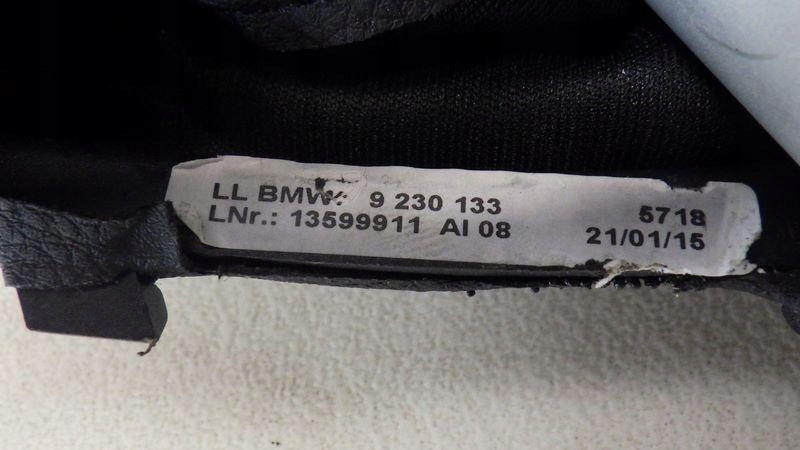 LL BMW: 9 230 133 5718
LNr.: 13599911 AI 08 21/01/15